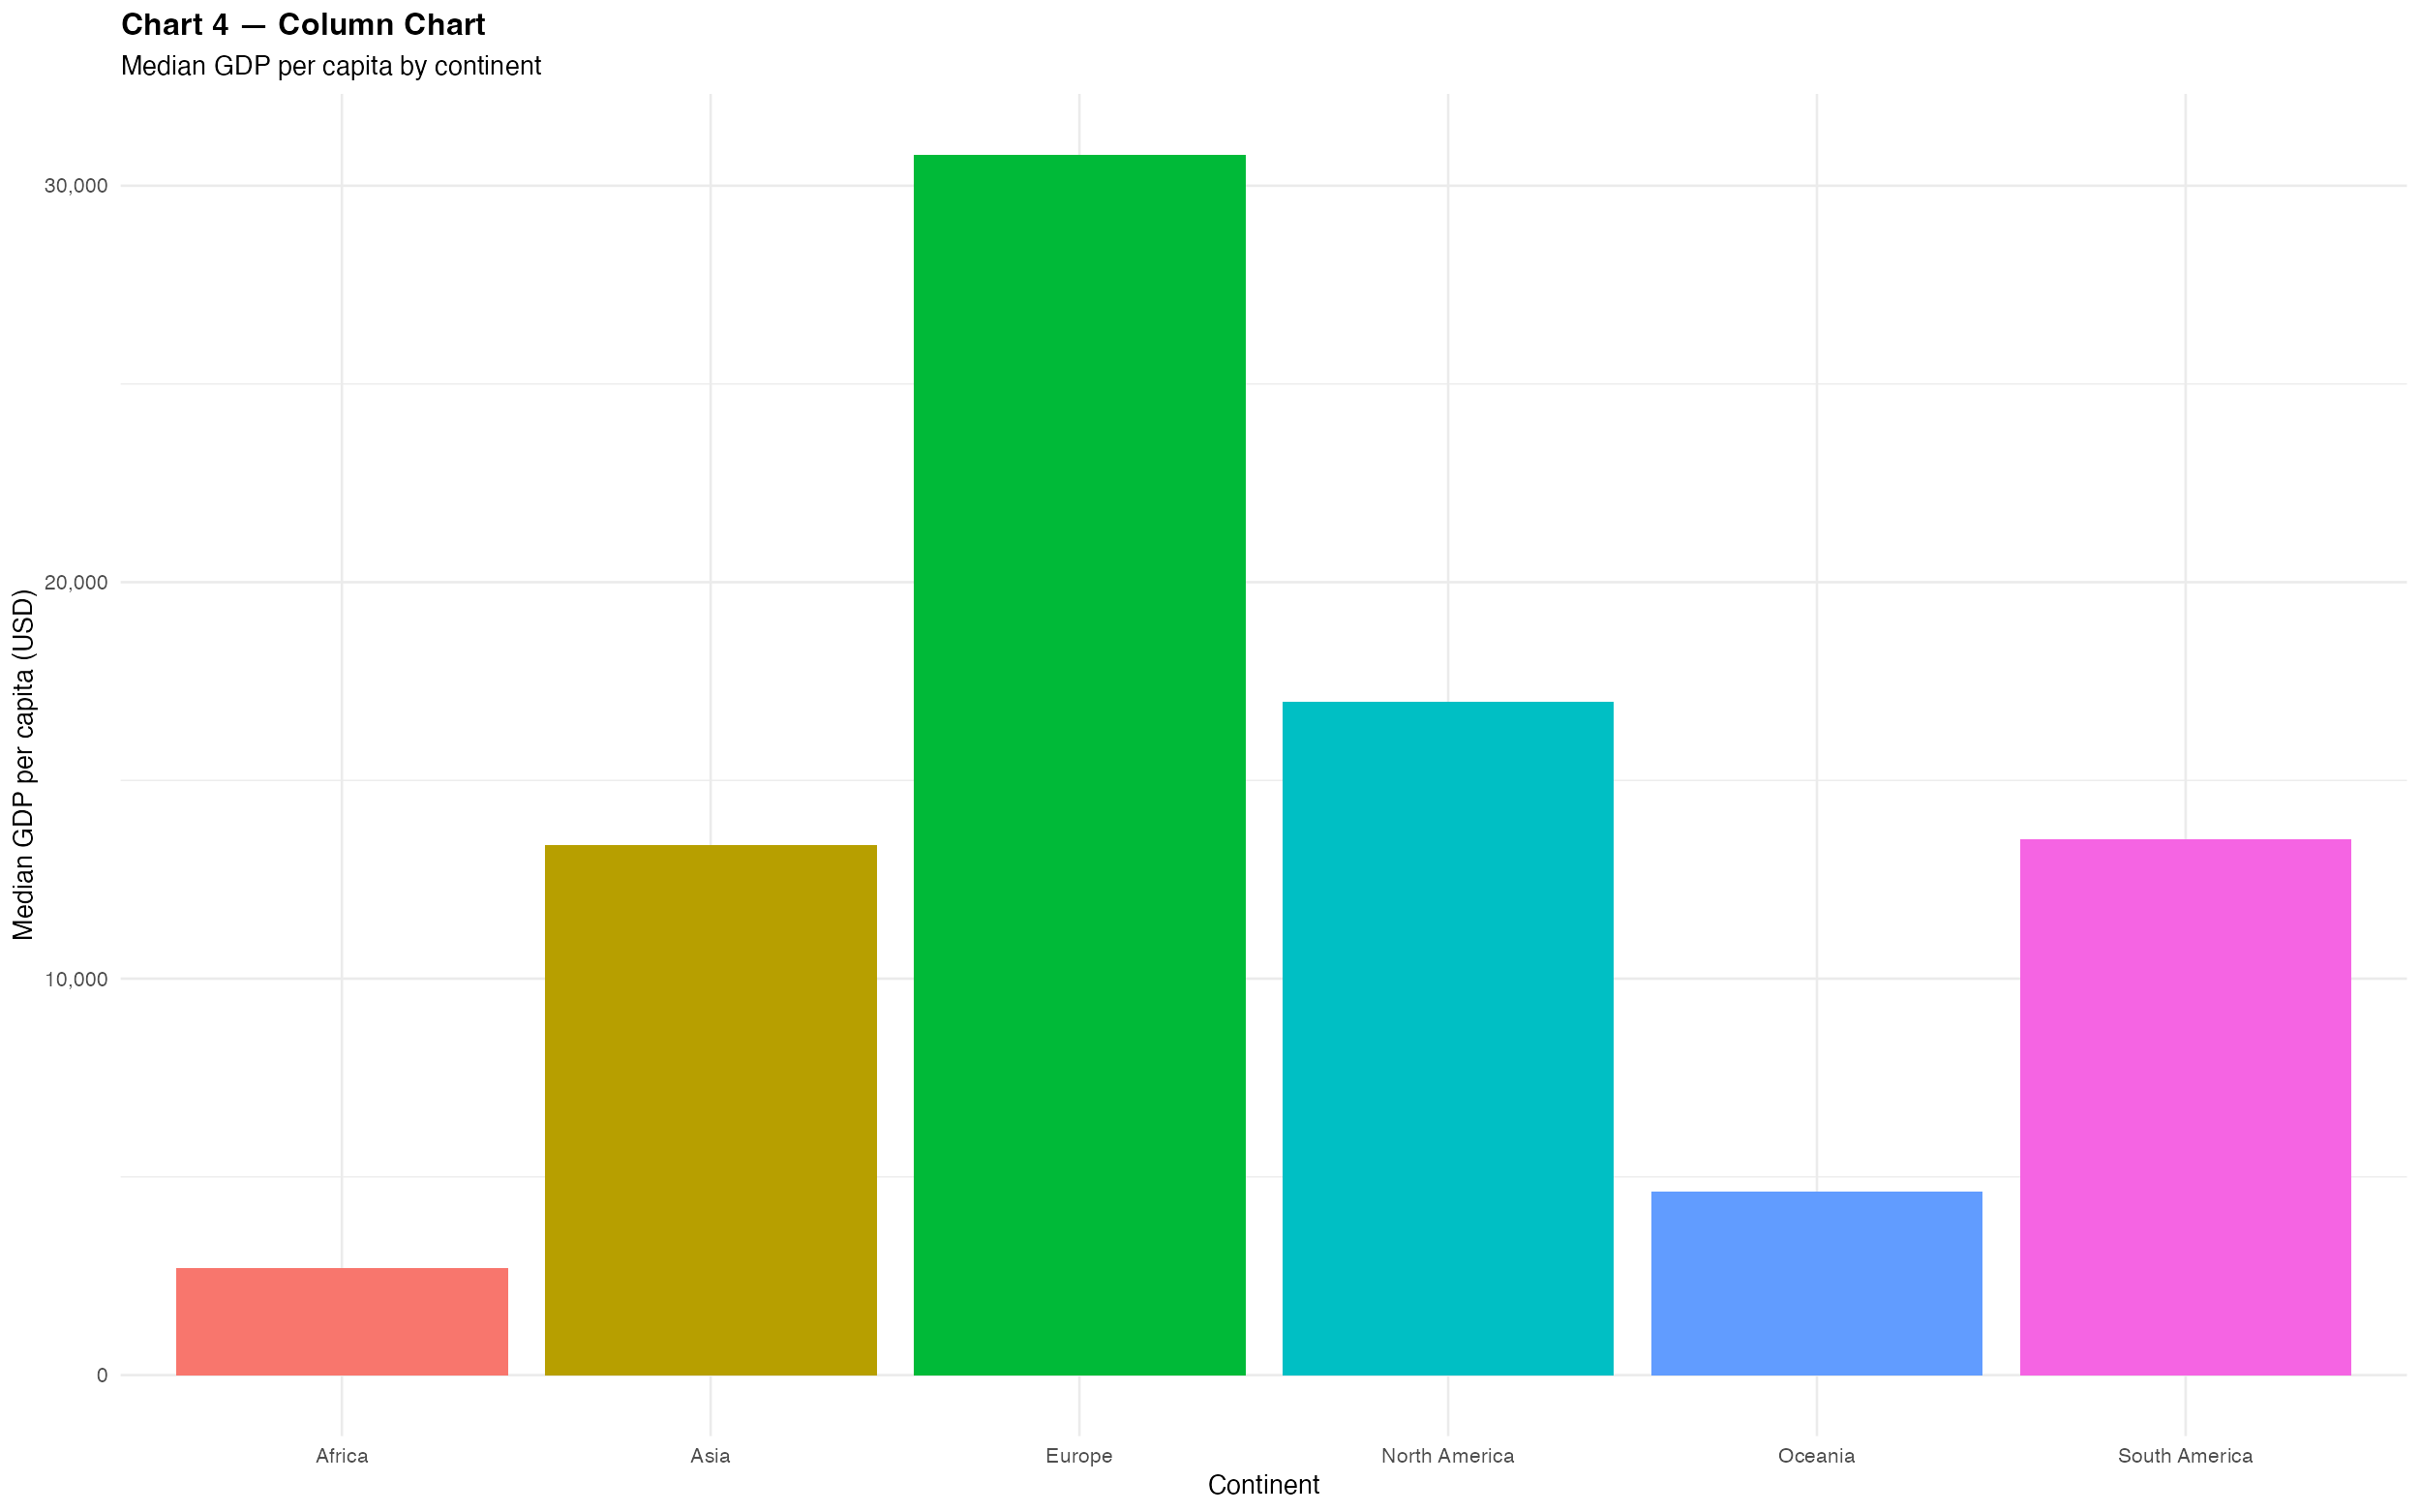 Chart 4 — Column Chart
Median GDP per capita by continent
Median GDP per capita (USD)
30,000
20,000
10,000
0
Africa Asia Europe North America Oceania South America
Continent